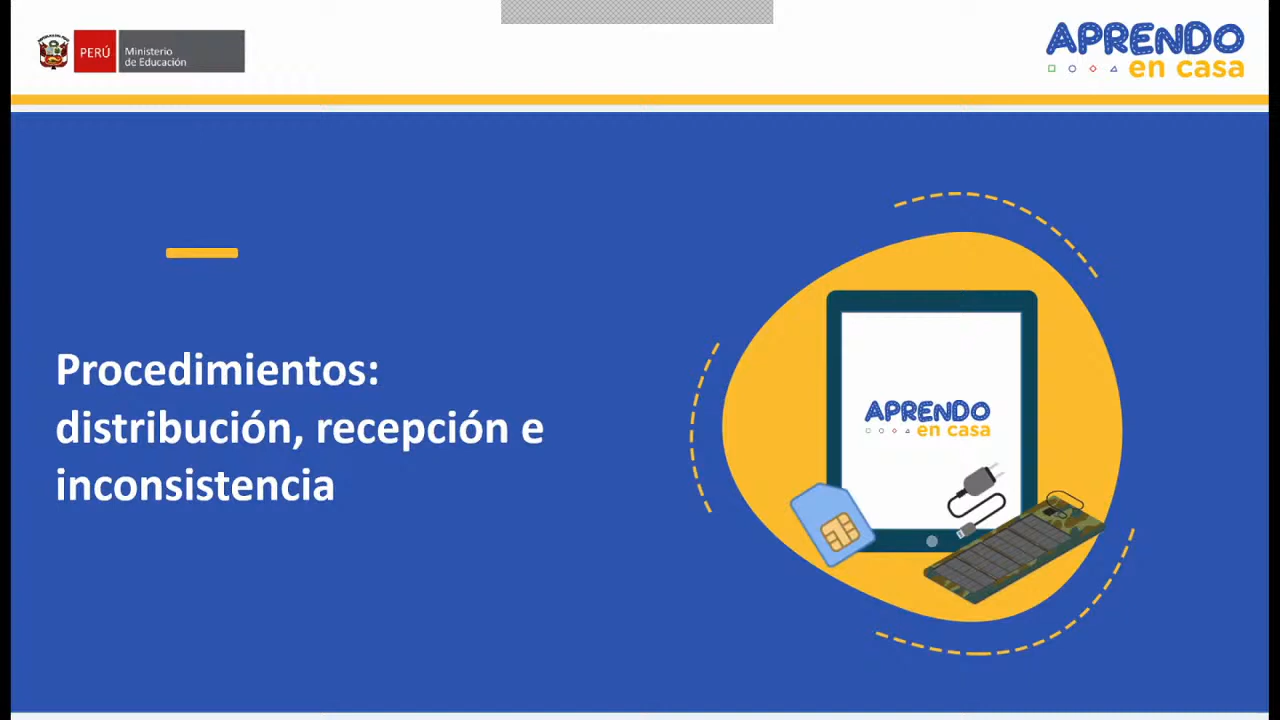 PERÚ
Ministerio
de Educación
APRENDO
en casa
Procedimientos:
distribución, recepción e
inconsistencia
APRENDO
en casa